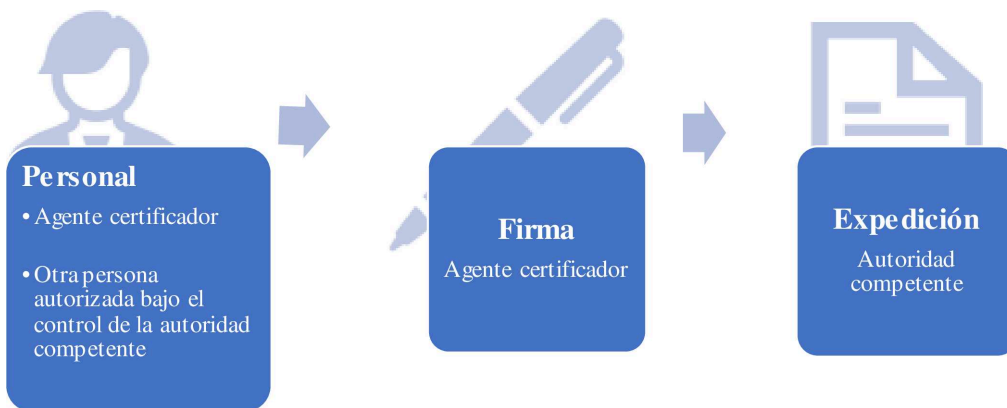 Personal
• Agente certificador
• Otra persona
autorizada bajo el
control de la autoridad
competente
Firma
Agente certificador
Expedición
Autoridad
competente